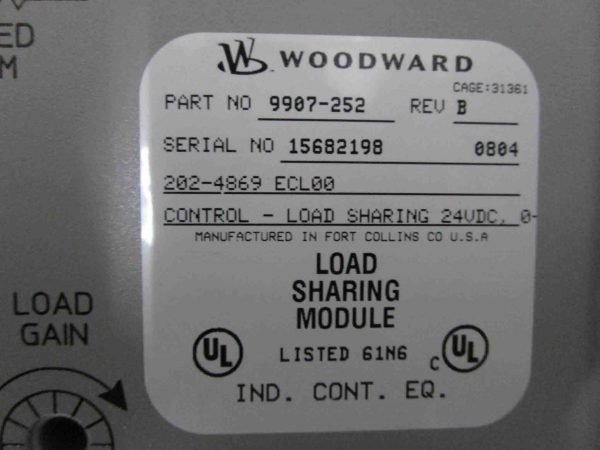 ED
M
WOODWARD
CAGE:31361
PART NO 9907-252 REV B
SERIAL NO 15682198 0804
202-4869 ECL00
CONTROL - LOAD SHARING 24VDC, 0-
MANUFACTURED IN FORT COLLINS CO U.S.A
LOAD
SHARING
MODULE
LOAD
GAIN
UL LISTED 61N6 C UL
IND. CONT. EQ.